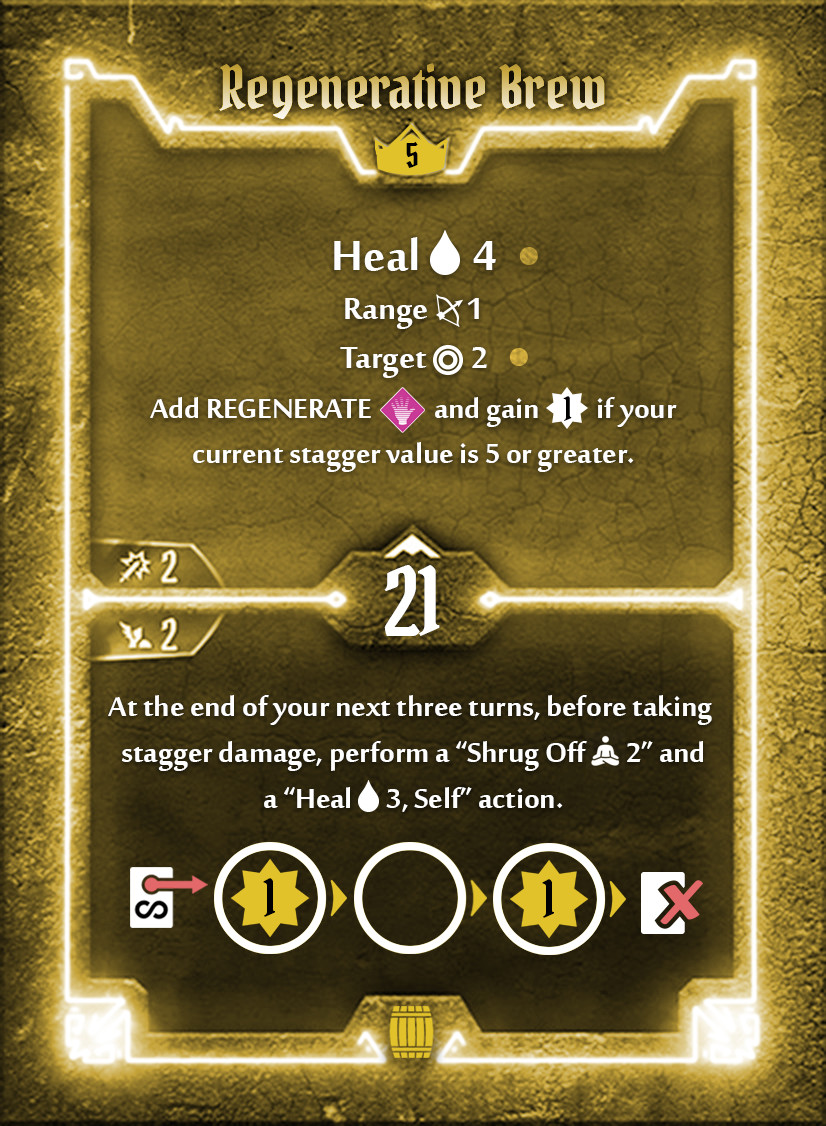 Regenerative Brew
5
Heal 4
Range 1
Target 2
Add REGENERATE and gain 1 if your
current stagger value is 5 or greater.
2
21
2
At the end of your next three turns, before taking
stagger damage, perform a “Shrug Off 2” and
a “Heal 3, Self” action.
1 1